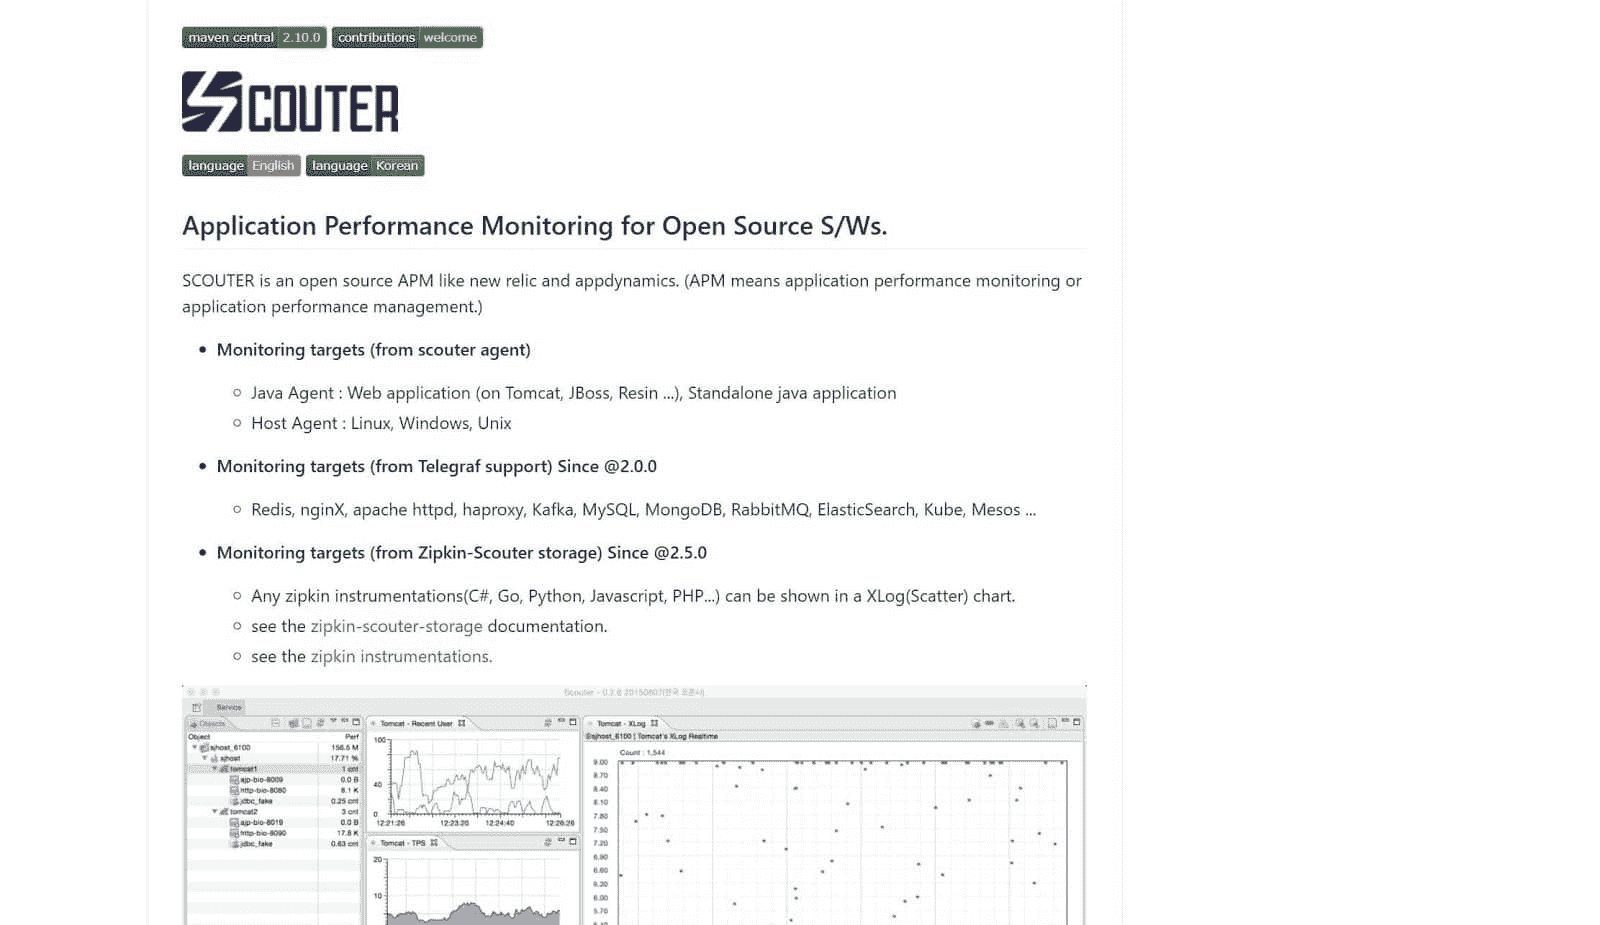 maven central 2.10.0 contributions welcome
SCOUTER
language English language Korean
Application Performance Monitoring for Open Source S/Ws.
SCOUTER is an open source APM like new relic and appdynamics. (APM means application performance monitoring or
application performance management.)
Monitoring targets (from scouter agent)
Java Agent : Web application (on Tomcat, JBoss, Resin ...), Standalone java application
Host Agent : Linux, Windows, Unix
Monitoring targets (from Telegraf support) Since @2.0.0
Redis, nginX, apache httpd, haproxy, Kafka, MySQL, MongoDB, RabbitMQ, ElasticSearch, Kube, Mesos ...
Monitoring targets (from Zipkin-Scouter storage) Since @2.5.0
Any zipkin instrumentations(C#, Go, Python, Javascript, PHP...) can be shown in a XLog(Scatter) chart.
see the zipkin-scouter-storage documentation.
see the zipkin instrumentations.
Service
Objects
Object Perf
sjhost_6100 156.5 M
sjhost 17.71 %
tomcat1 1 cnt
ajp-bio-8009 0.0 B
http-bio-8080 8.1 K
jdbc_fake 0.25 cnt
tomcat2 3 cnt
ajp-bio-8019 0.0 B
http-bio-8090 17.8 K
jdbc_fake 0.63 cnt
Tomcat - Recent User
100
40
0
12:21:26 12:23:20 12:24:40 12:26:26
Tomcat - TPS
20
10
Tomcat - XLog
sjhost_6100 | Tomcat's XLog Realtime
Count : 1,544
9.00
8.70
8.40
8.10
7.80
7.50
7.20
6.90
6.60
6.30
6.00
5.70